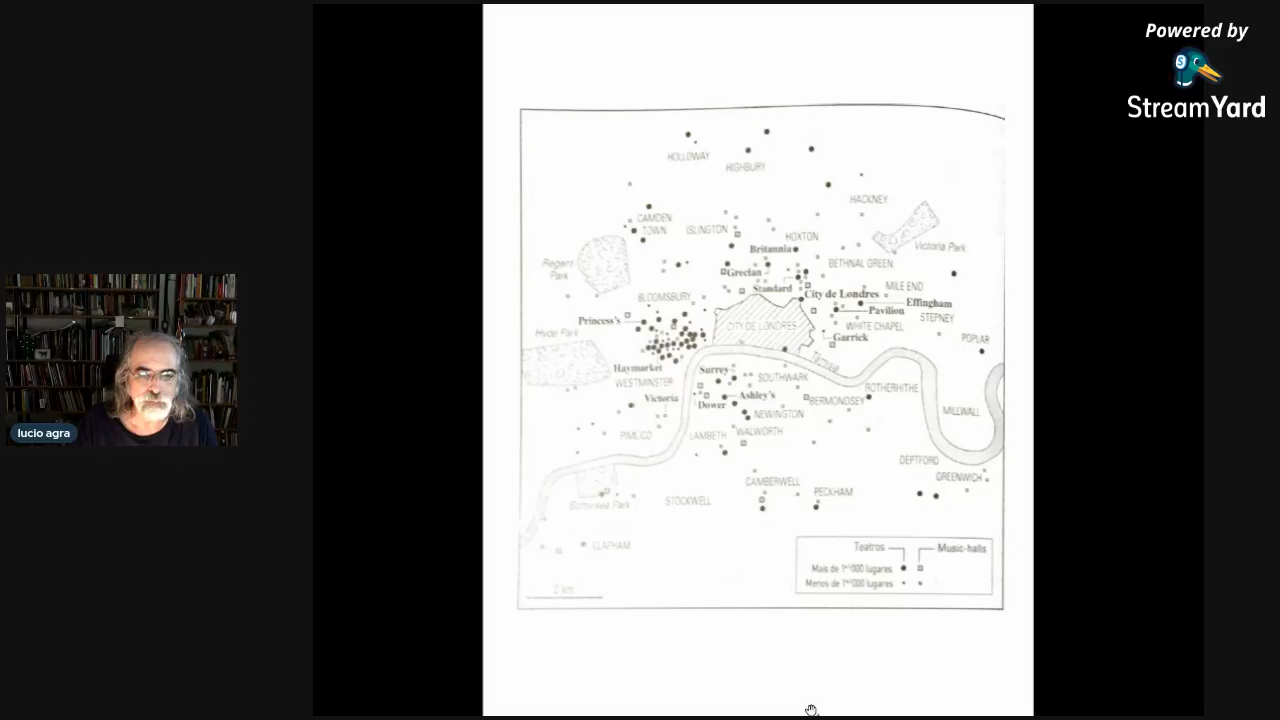 Powered by
StreamYard
HOLLOWAY
HIGHBURY
HACKNEY
CAMDEN
TOWN
ISLINGTON
HOXTON
Victoria Park
Britannia
Regent
Park
BETHNAL GREEN
Grecian
Standard
MILE END
City de Londres
BLOOMSBURY
Effingham
Pavilion
STEPNEY
Princess's
CITY DE LONDRES
WHITE CHAPEL
Hyde Park
Garrick
POPLAR
Haymarket
Surrey
WESTMINSTER
SOUTHWARK
ROTHERHITHE
Victoria
Ashley's
Dower
BERMONDSEY
NEWINGTON
MILLWALL
PIMLICO
LAMBETH
WALWORTH
lucio agra
DEPTFORD
GREENWICH
CAMBERWELL
PECKHAM
STOCKWELL
Battersea Park
CLAPHAM
Teatros
Music-halls
Mais de 1 000 lugares
Menos de 1 000 lugares
2 km